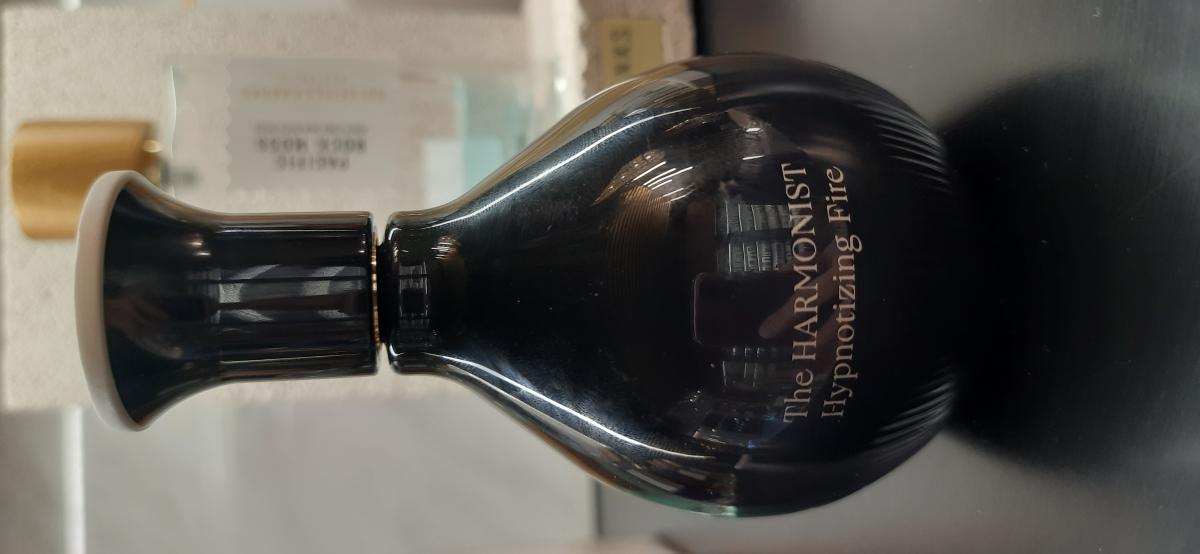 The HARMONIST
Hypnotizing Fire
PACIFIC
ROCK MOSS